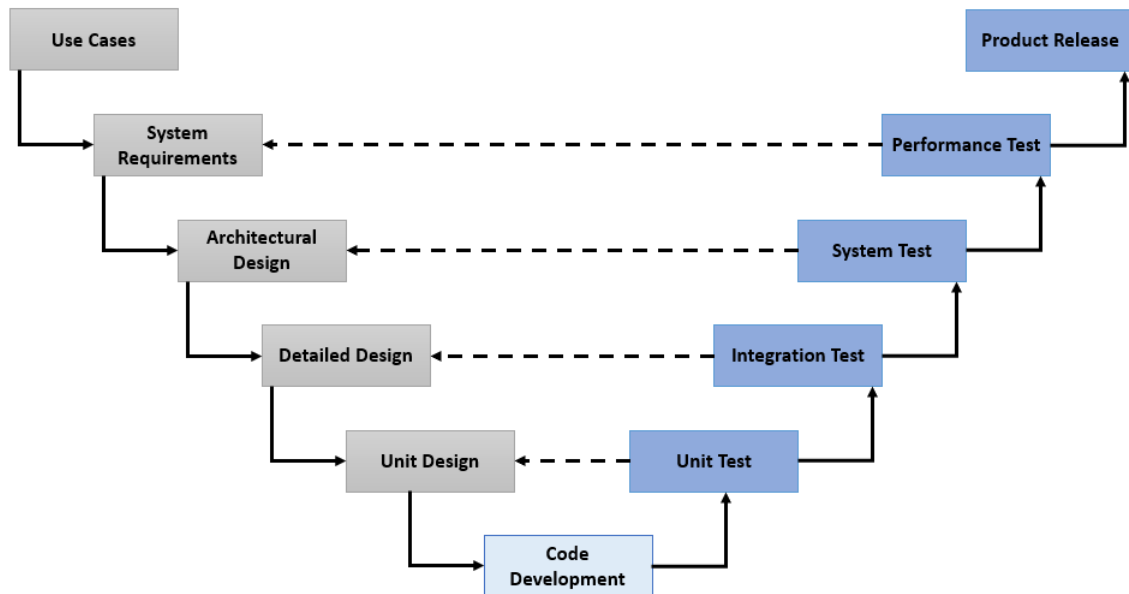 Use Cases
Product Release
System
Requirements
Performance Test
Architectural
Design
System Test
Detailed Design
Integration Test
Unit Design
Unit Test
Code
Development